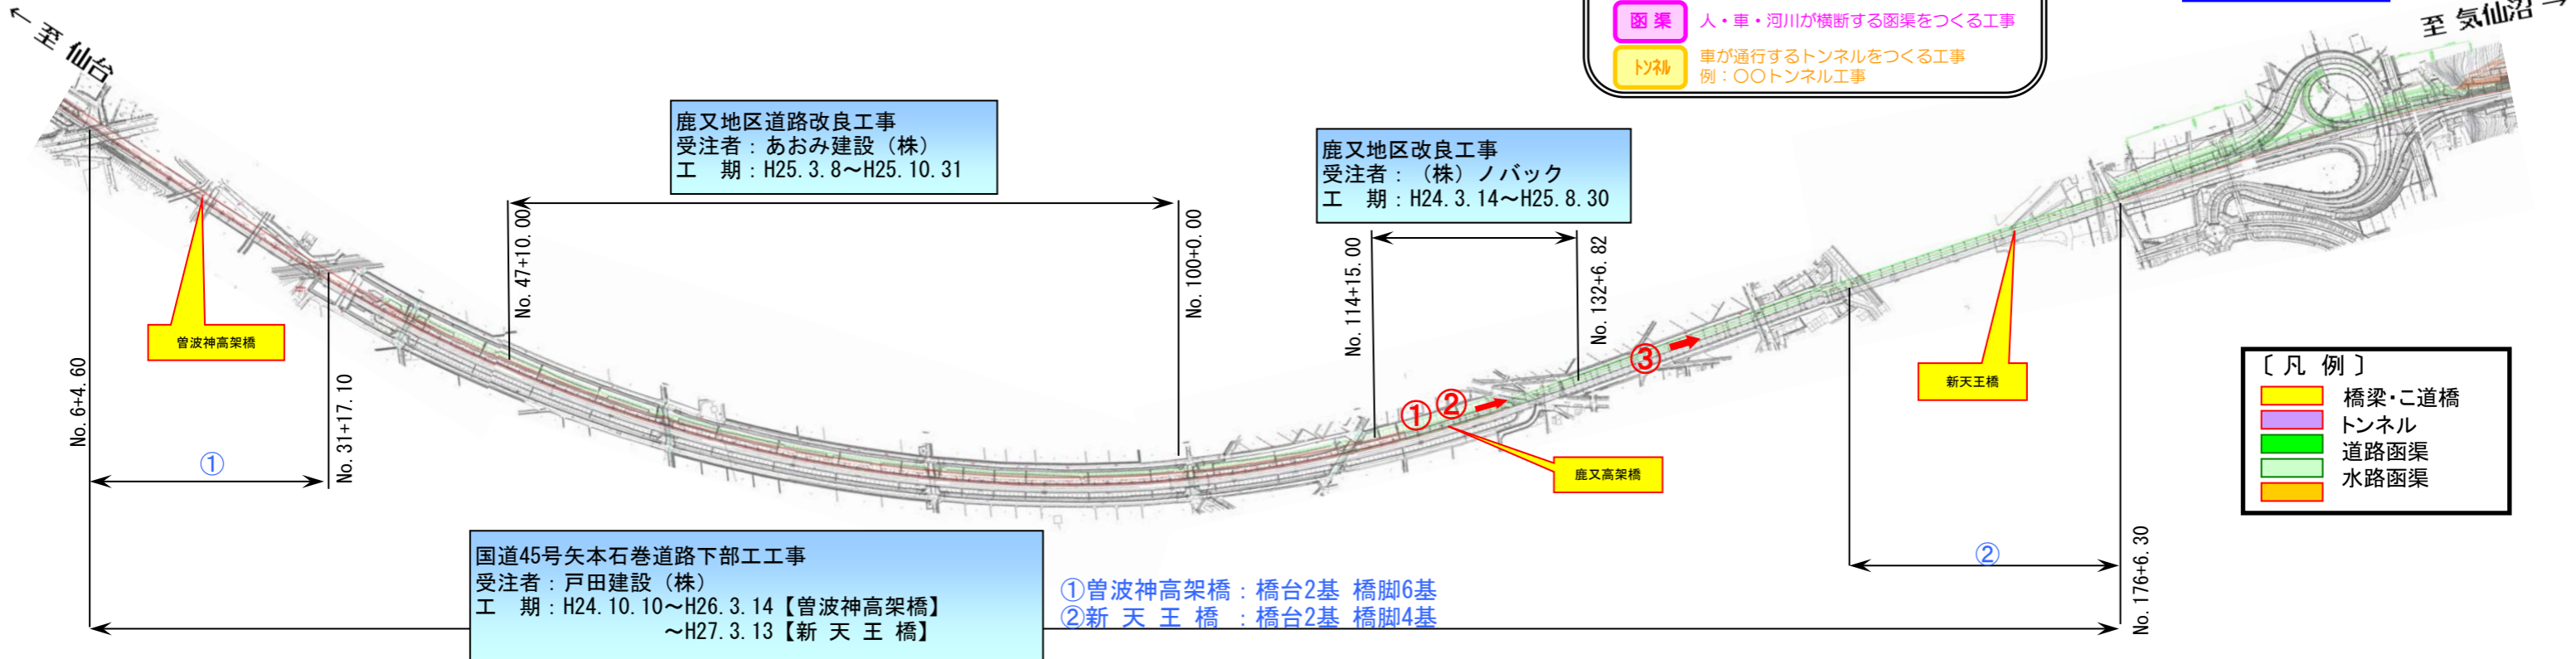 ← 至 仙台
函 渠
人・車・河川が横断する函渠をつくる工事
トンネル
車が通行するトンネルをつくる工事
例：〇〇トンネル工事
至 気仙沼 →
鹿又地区道路改良工事
受注者：あおみ建設（株）
工　期：H25.3.8～H25.10.31
鹿又地区改良工事
受注者：（株）ノバック
工　期：H24.3.14～H25.8.30
No.6+4.60
No.31+17.10
No.47+10.00
No.100+0.00
No.114+15.00
No.132+6.82
No.176+6.30
曽波神高架橋
鹿又高架橋
新天王橋
①
②
③
①
②
〔 凡 例 〕
橋梁・こ道橋
トンネル
道路函渠
水路函渠
国道45号矢本石巻道路下部工工事
受注者：戸田建設（株）
工　期：H24.10.10～H26.3.14【曽波神高架橋】
～H27.3.13【新 天 王 橋】
①曽波神高架橋：橋台2基 橋脚6基
②新 天 王 橋 ：橋台2基 橋脚4基